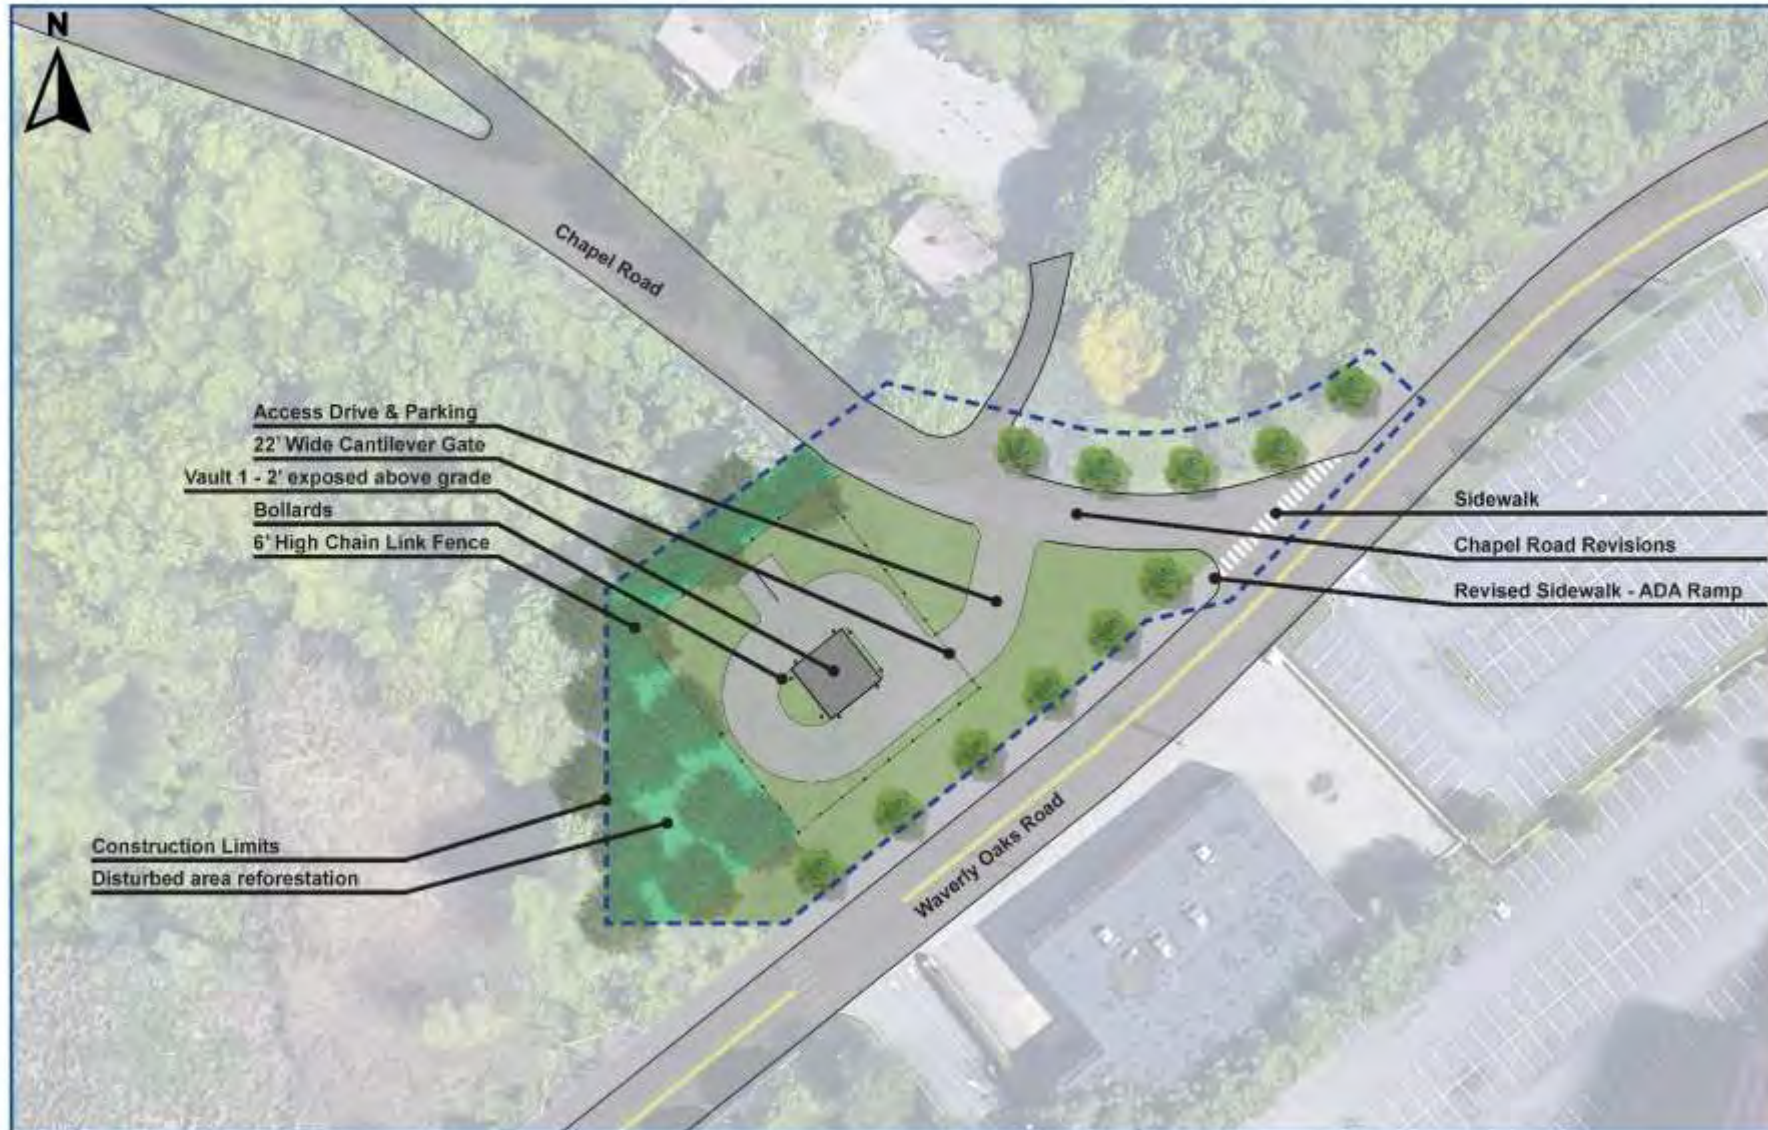 N
Chapel Road
Access Drive & Parking
22' Wide Cantilever Gate
Vault 1 - 2' exposed above grade
Bollards
6' High Chain Link Fence
Sidewalk
Chapel Road Revisions
Revised Sidewalk - ADA Ramp
Construction Limits
Disturbed area reforestation
Waverly Oaks Road